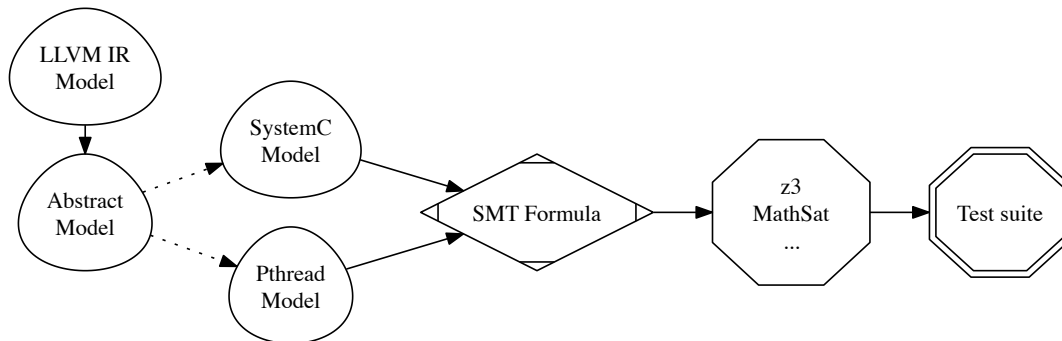 LLVM IR
Model
Abstract
Model
SystemC
Model
Pthread
Model
SMT Formula
z3
MathSat
...
Test suite